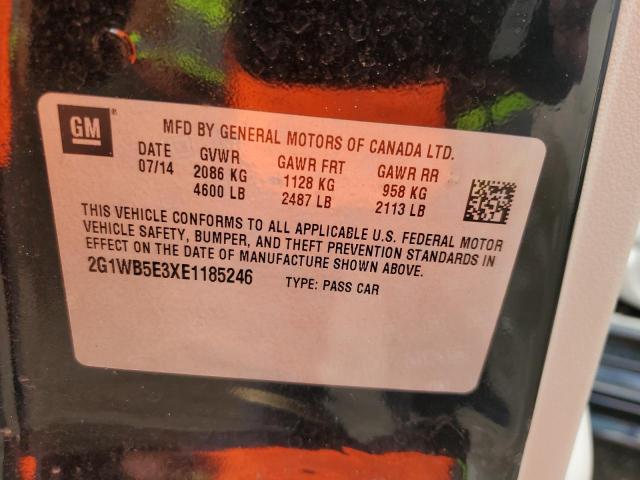 GM®
MFD BY GENERAL MOTORS OF CANADA LTD.
DATE GVWR GAWR FRT GAWR RR
07/14 2086 KG 1128 KG 958 KG
4600 LB 2487 LB 2113 LB
THIS VEHICLE CONFORMS TO ALL APPLICABLE U.S. FEDERAL MOTOR
VEHICLE SAFETY, BUMPER, AND THEFT PREVENTION STANDARDS IN
EFFECT ON THE DATE OF MANUFACTURE SHOWN ABOVE.
2G1WB5E3XE1185246 TYPE: PASS CAR